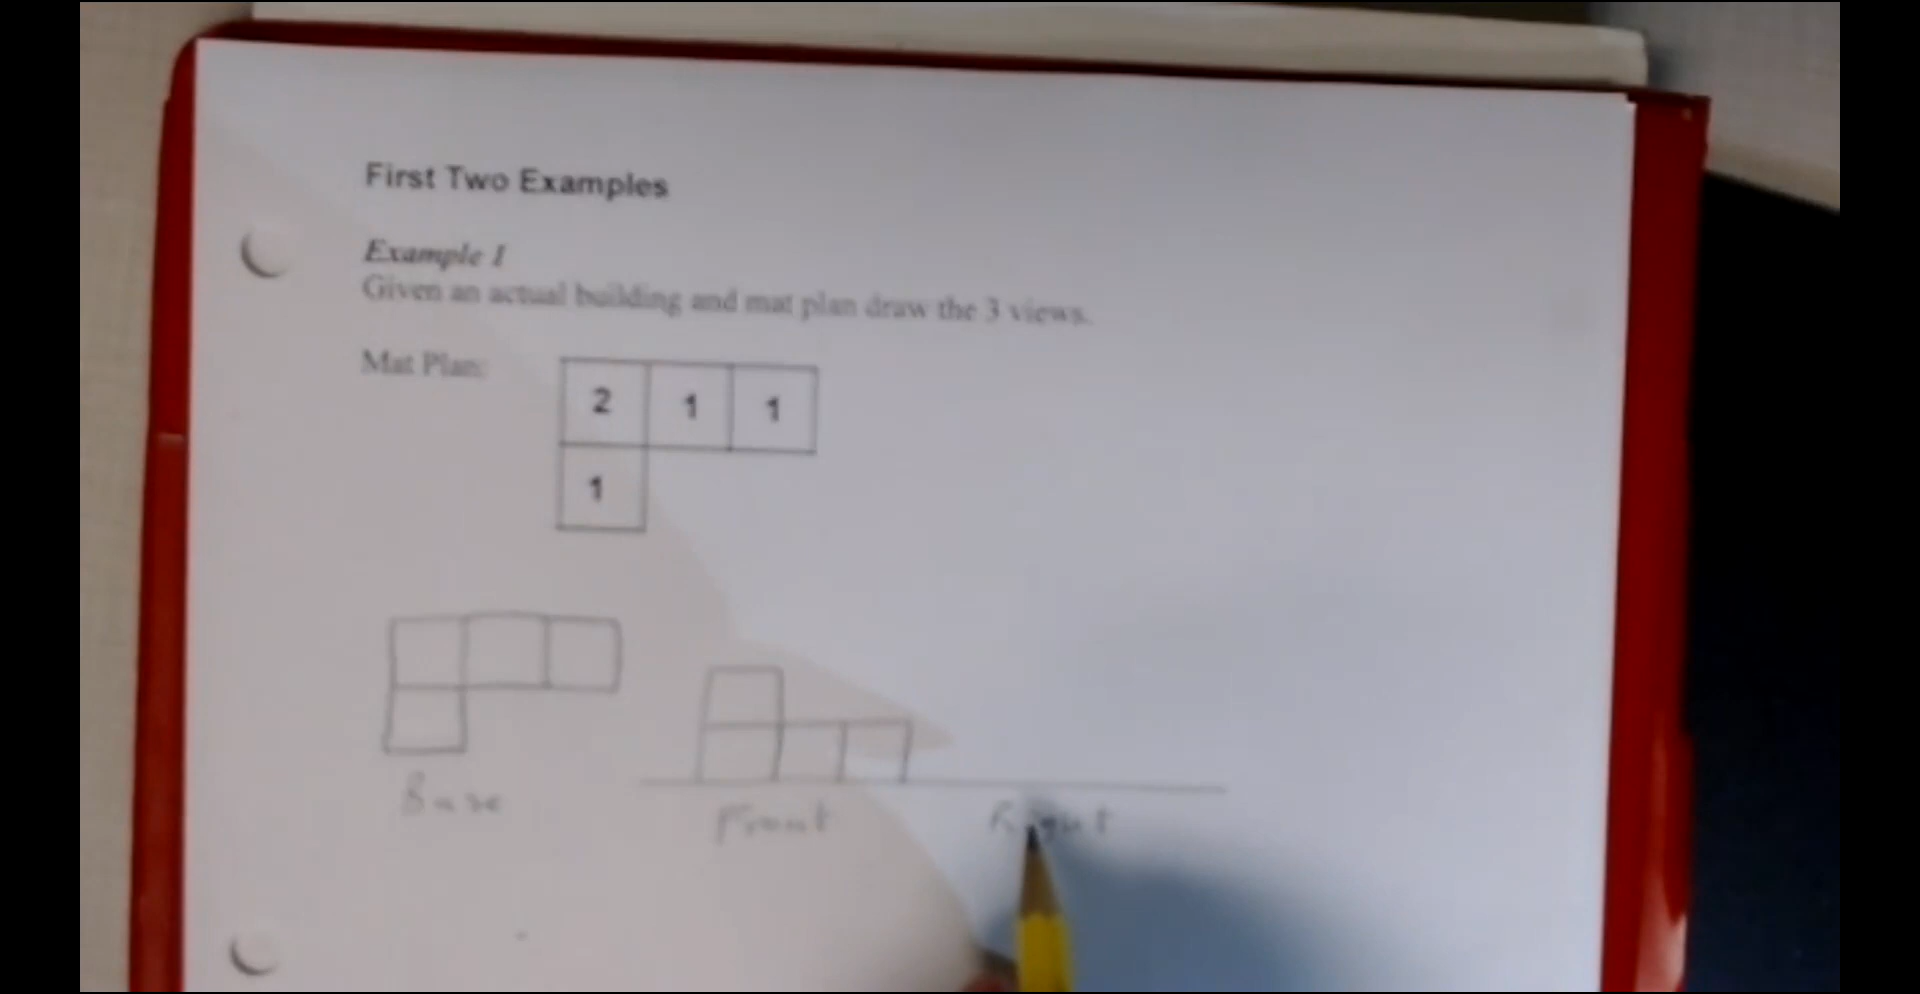 First Two Examples
Example 1
Given an actual building and mat plan draw the 3 views.
Mat Plan:
2 1 1
1
Base
Front Right